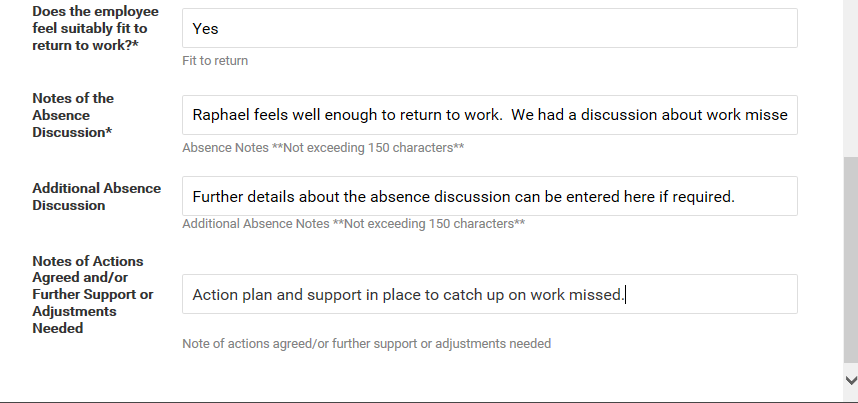 Does the employee
feel suitably fit to
return to work?*
Yes
Fit to return
Notes of the
Absence
Discussion*
Raphael feels well enough to return to work.  We had a discussion about work misse
Absence Notes **Not exceeding 150 characters**
Additional Absence
Discussion
Further details about the absence discussion can be entered here if required.
Additional Absence Notes **Not exceeding 150 characters**
Notes of Actions
Agreed and/or
Further Support or
Adjustments
Needed
Action plan and support in place to catch up on work missed.
Note of actions agreed/or further support or adjustments needed